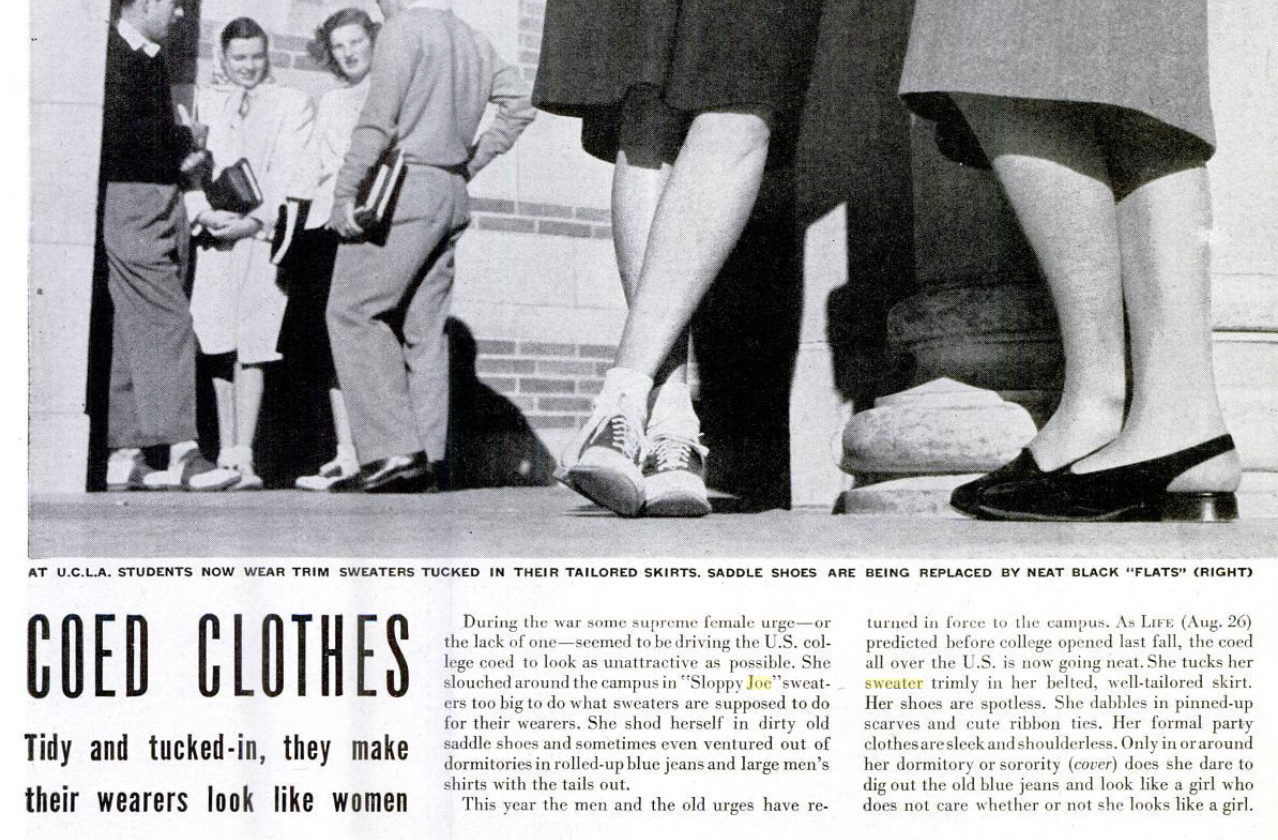 AT U.C.L.A. STUDENTS NOW WEAR TRIM SWEATERS TUCKED IN THEIR TAILORED SKIRTS. SADDLE SHOES ARE BEING REPLACED BY NEAT BLACK "FLATS" (RIGHT)
COED CLOTHES
Tidy and tucked-in, they make
their wearers look like women
During the war some supreme female urge—or
the lack of one—seemed to be driving the U.S. col-
lege coed to look as unattractive as possible. She
slouched around the campus in "Sloppy Joe" sweat-
ers too big to do what sweaters are supposed to do
for their wearers. She shod herself in dirty old
saddle shoes and sometimes even ventured out of
dormitories in rolled-up blue jeans and large men's
shirts with the tails out.
This year the men and the old urges have re-
turned in force to the campus. As LIFE (Aug. 26)
predicted before college opened last fall, the coed
all over the U.S. is now going neat. She tucks her
sweater trimly in her belted, well-tailored skirt.
Her shoes are spotless. She dabbles in pinned-up
scarves and cute ribbon ties. Her formal party
clothes are sleek and shoulderless. Only in or around
her dormitory or sorority (cover) does she dare to
dig out the old blue jeans and look like a girl who
does not care whether or not she looks like a girl.